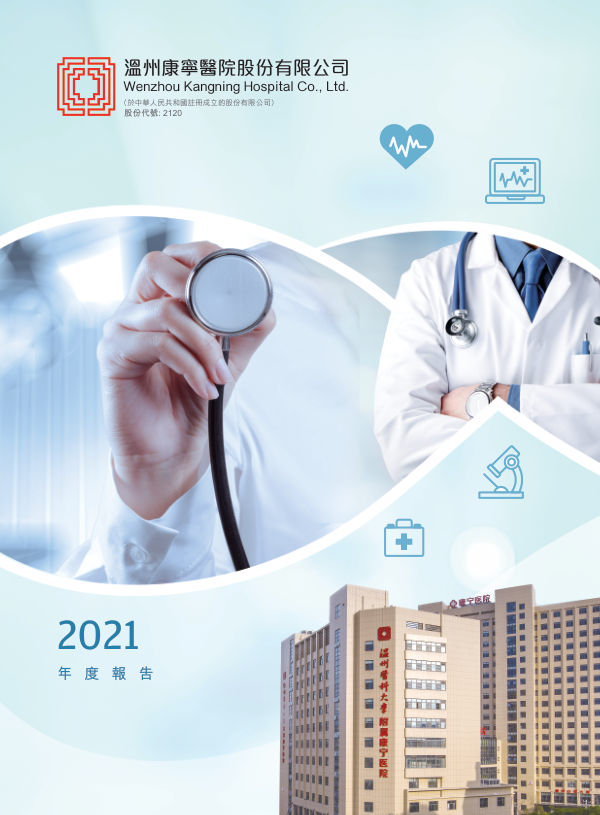 溫州康寧醫院股份有限公司
Wenzhou Kangning Hospital Co., Ltd.
(於中華人民共和國註冊成立的股份有限公司)
股份代號: 2120
2021
年度報告
康宁医院
温州医科大学 附属康宁医院